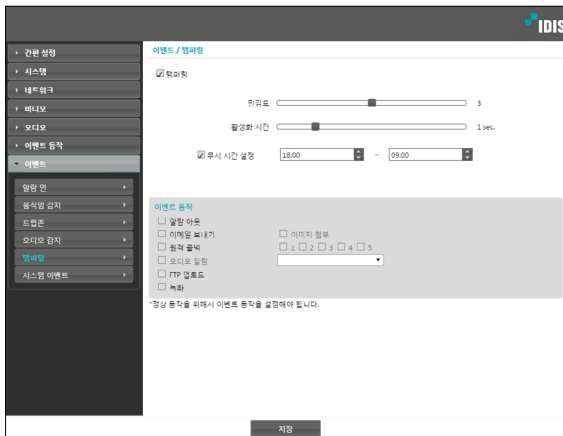 IDIS
간편 설정
시스템
네트워크
비디오
오디오
이벤트 동작
이벤트
알람 인
움직임 감지
드립존
오디오 감지
탬퍼링
시스템 이벤트
이벤트 / 탬퍼링
탬퍼링
민감도 3
활성화 시간 1 sec.
무시 시간 설정 18:00 ~ 09:00
이벤트 동작
알람 아웃
이메일 보내기 이미지 첨부
원격 콜백 1 2 3 4 5
오디오 알람
FTP 업로드
녹화
*정상 동작을 위해서 이벤트 동작을 설정해야 합니다.
저장